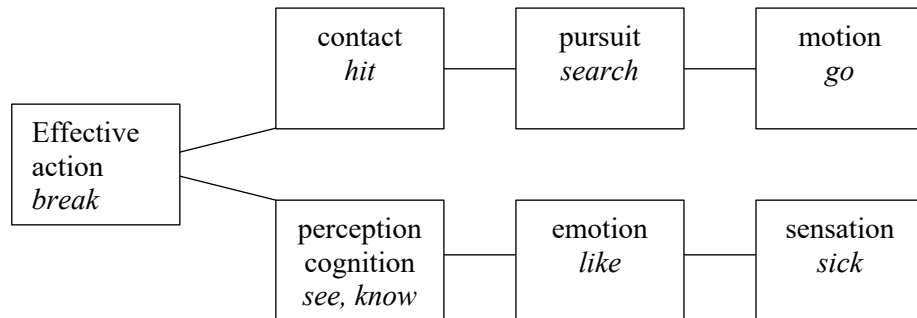 contact
hit
pursuit
search
motion
go
Effective
action
break
perception
cognition
see, know
emotion
like
sensation
sick